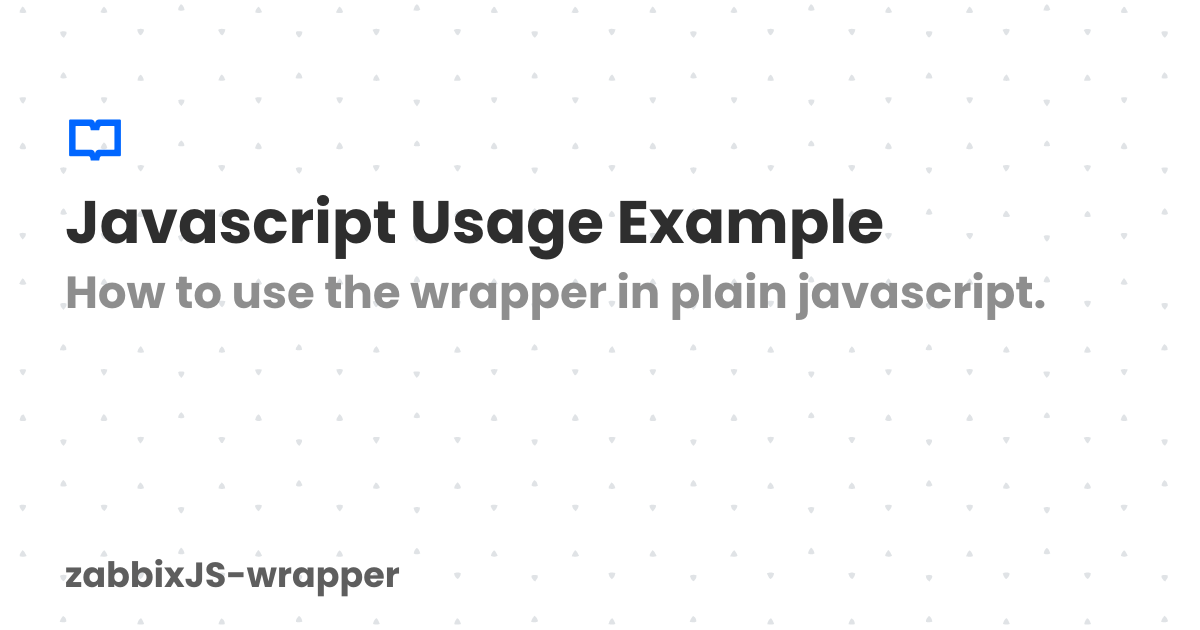 Javascript Usage Example
How to use the wrapper in plain javascript.
zabbixJS-wrapper